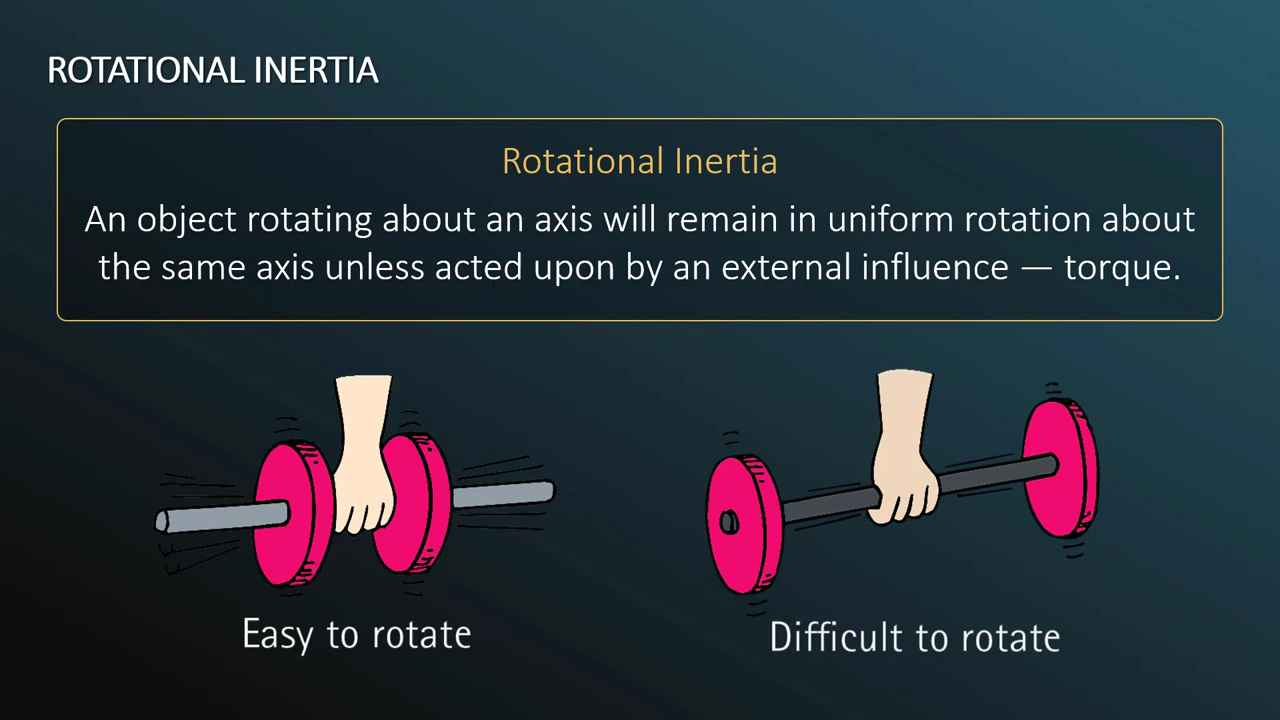 ROTATIONAL INERTIA
Rotational Inertia
An object rotating about an axis will remain in uniform rotation about
the same axis unless acted upon by an external influence — torque.
Easy to rotate
Difficult to rotate